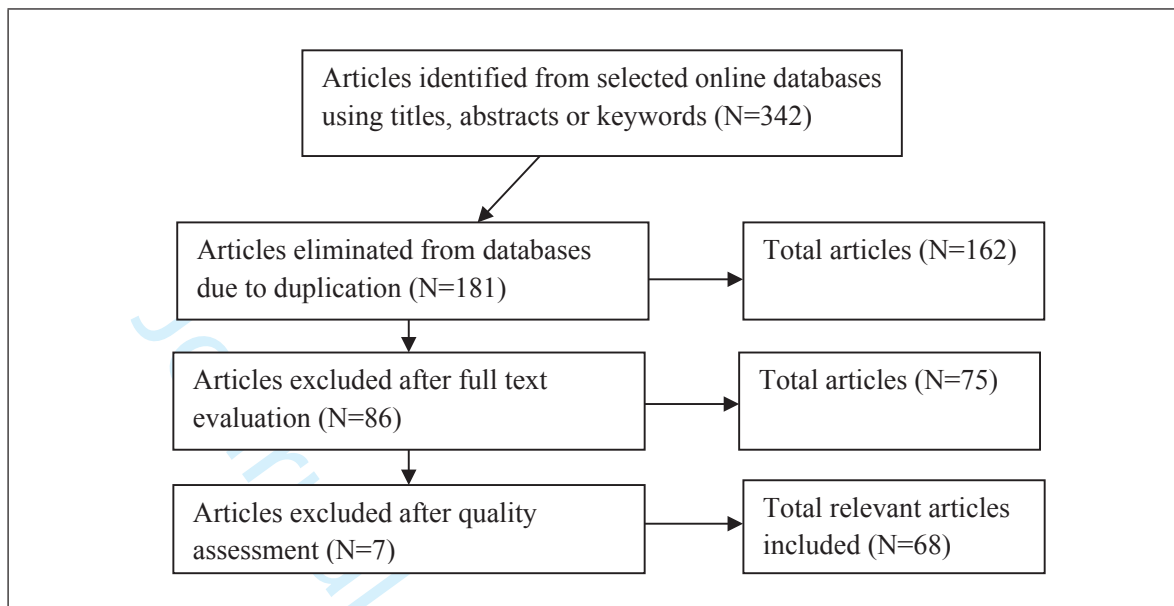 Articles identified from selected online databases
using titles, abstracts or keywords (N=342)
Articles eliminated from databases
due to duplication (N=181)
Total articles (N=162)
Articles excluded after full text
evaluation (N=86)
Total articles (N=75)
Articles excluded after quality
assessment (N=7)
Total relevant articles
included (N=68)